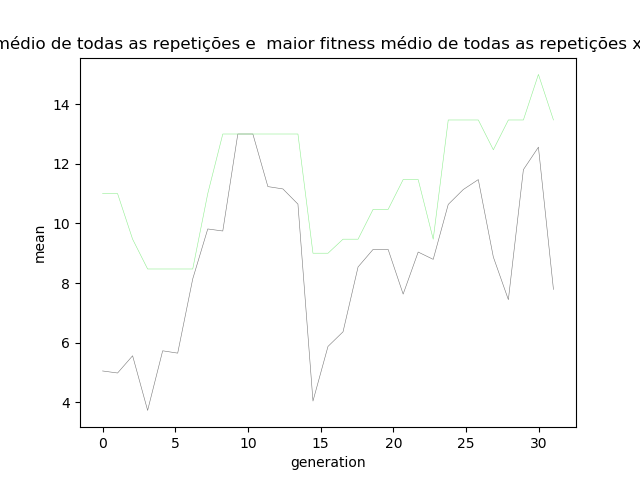 médio de todas as repetições e  maior fitness médio de todas as repetições x
14
12
10
8
6
4
mean
0 5 10 15 20 25 30
generation